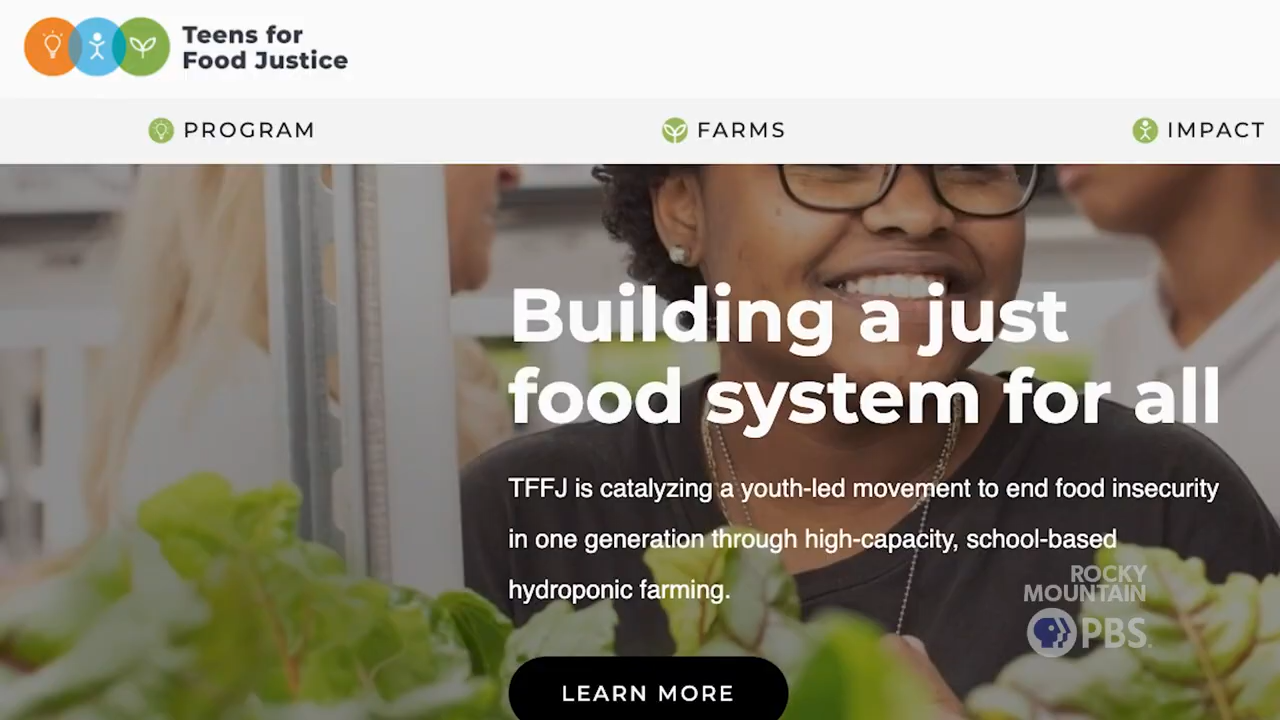 Teens for
Food Justice
PROGRAM
FARMS
IMPACT
Building a just
food system for all
TFFJ is catalyzing a youth-led movement to end food insecurity
in one generation through high-capacity, school-based
hydroponic farming.
LEARN MORE
ROCKY
MOUNTAIN
PBS